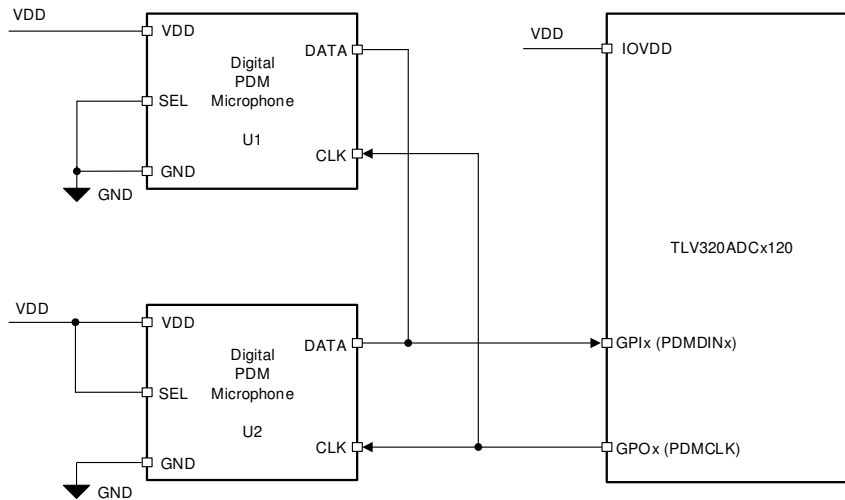 VDD
VDD
SEL
GND
GND
Digital
PDM
Microphone
U1
DATA
CLK
VDD
VDD
SEL
GND
GND
Digital
PDM
Microphone
U2
DATA
CLK
VDD
IOVDD
TLV320ADCx120
GPIx (PDMDINx)
GPOx (PDMCLK)